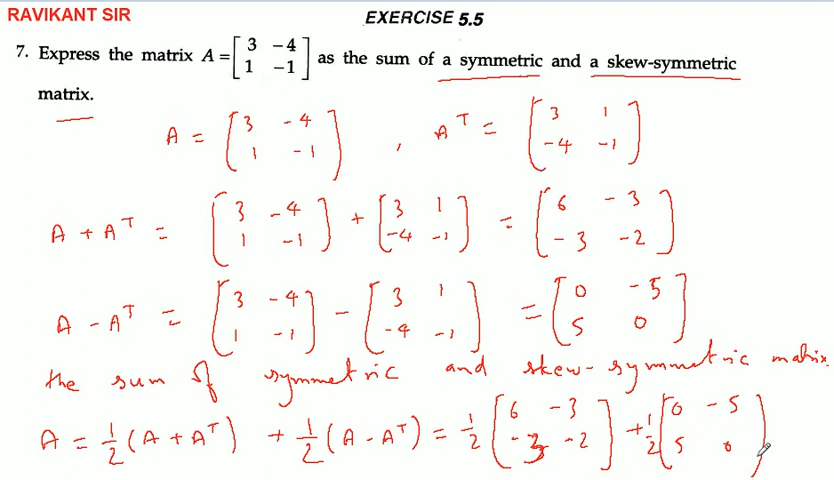 RAVIKANT SIR
EXERCISE 5.5
7. Express the matrix A = [3 −4; 1 −1] as the sum of a symmetric and a skew-symmetric
matrix.
A = [3 -4; 1 -1] , A^T = [3 1; -4 -1]
A + A^T = [3 -4; 1 -1] + [3 1; -4 -1] = [6 -3; -3 -2]
A - A^T = [3 -4; 1 -1] - [3 1; -4 -1] = [0 -5; 5 0]
the sum of symmetric and skew-symmetric matrix.
A = 1/2 (A + A^T) + 1/2 (A - A^T) = 1/2 [6 -3; -3 -2] + 1/2 [0 -5; 5 0]